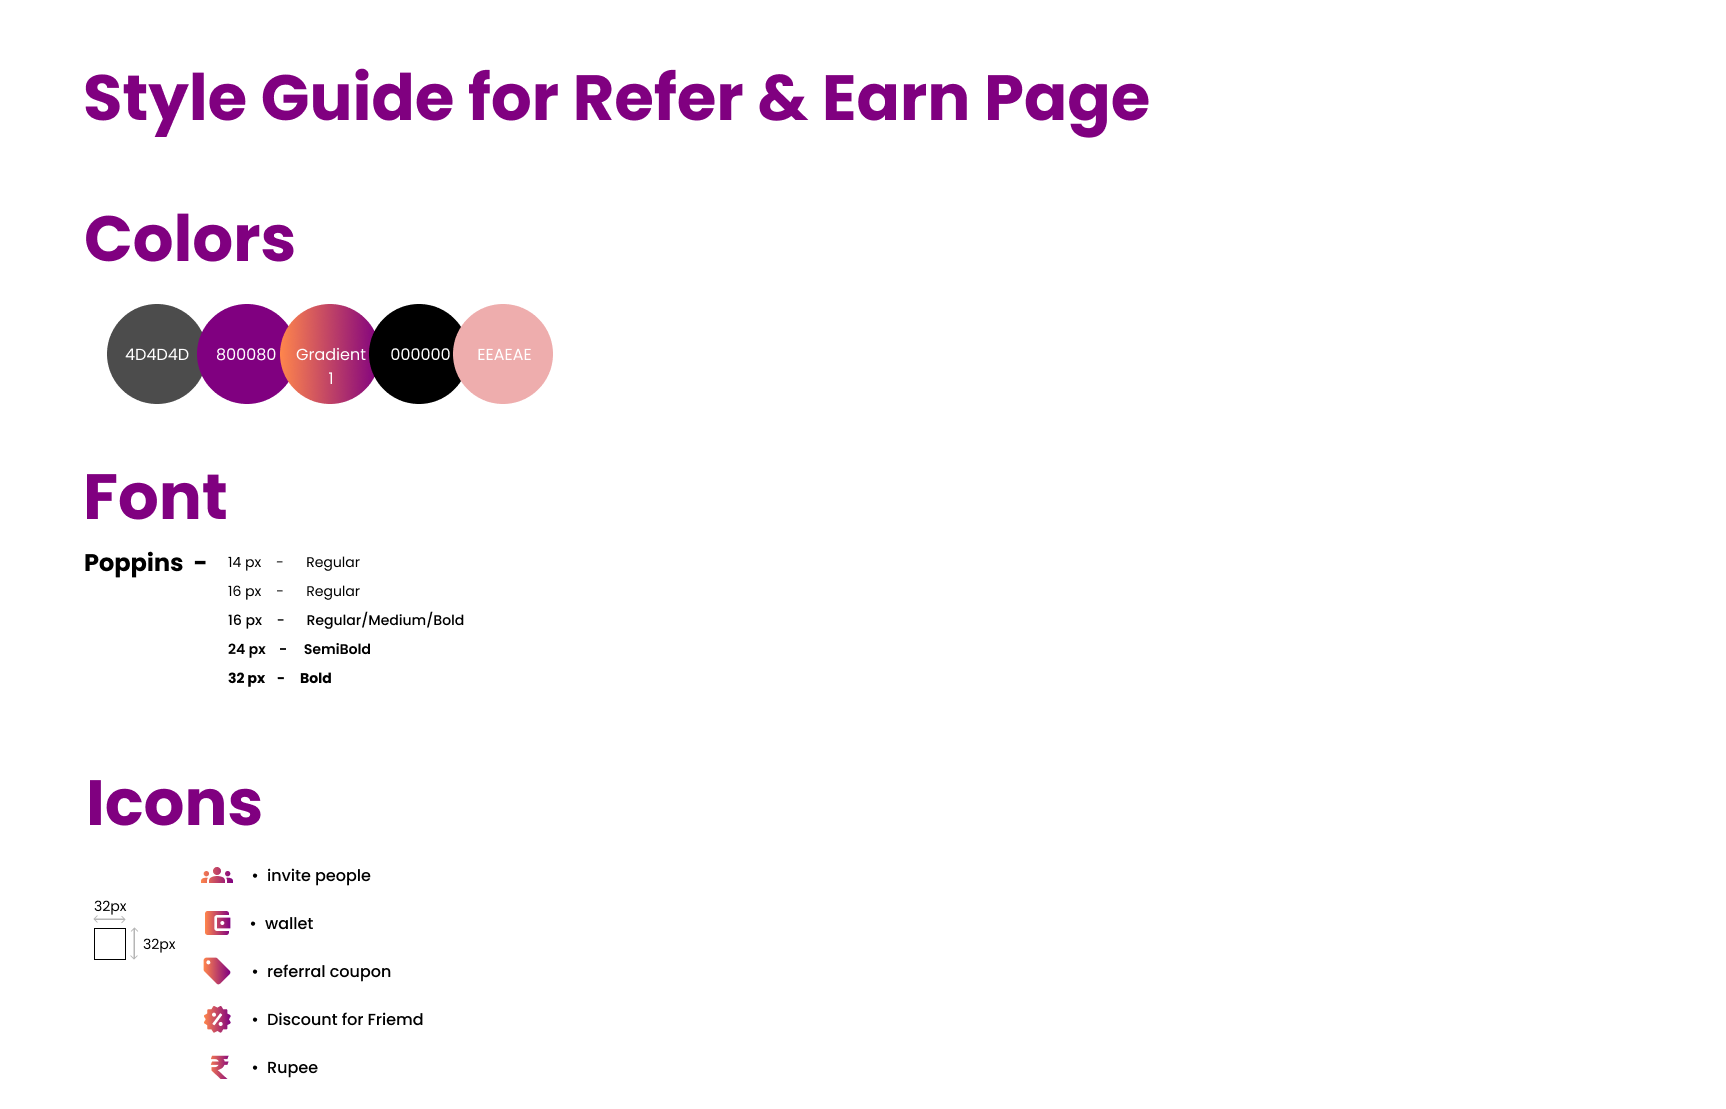 Style Guide for Refer & Earn Page
Colors
4D4D4D
800080
Gradient
1
000000
EEAEAE
Font
Poppins -
14 px - Regular
16 px - Regular
16 px - Regular/Medium/Bold
24 px - SemiBold
32 px - Bold
Icons
32px
32px
• invite people
• wallet
• referral coupon
• Discount for Friemd
• Rupee